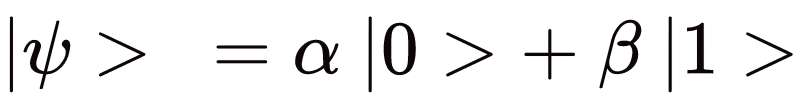 |ψ > = α |0 > + β |1 >